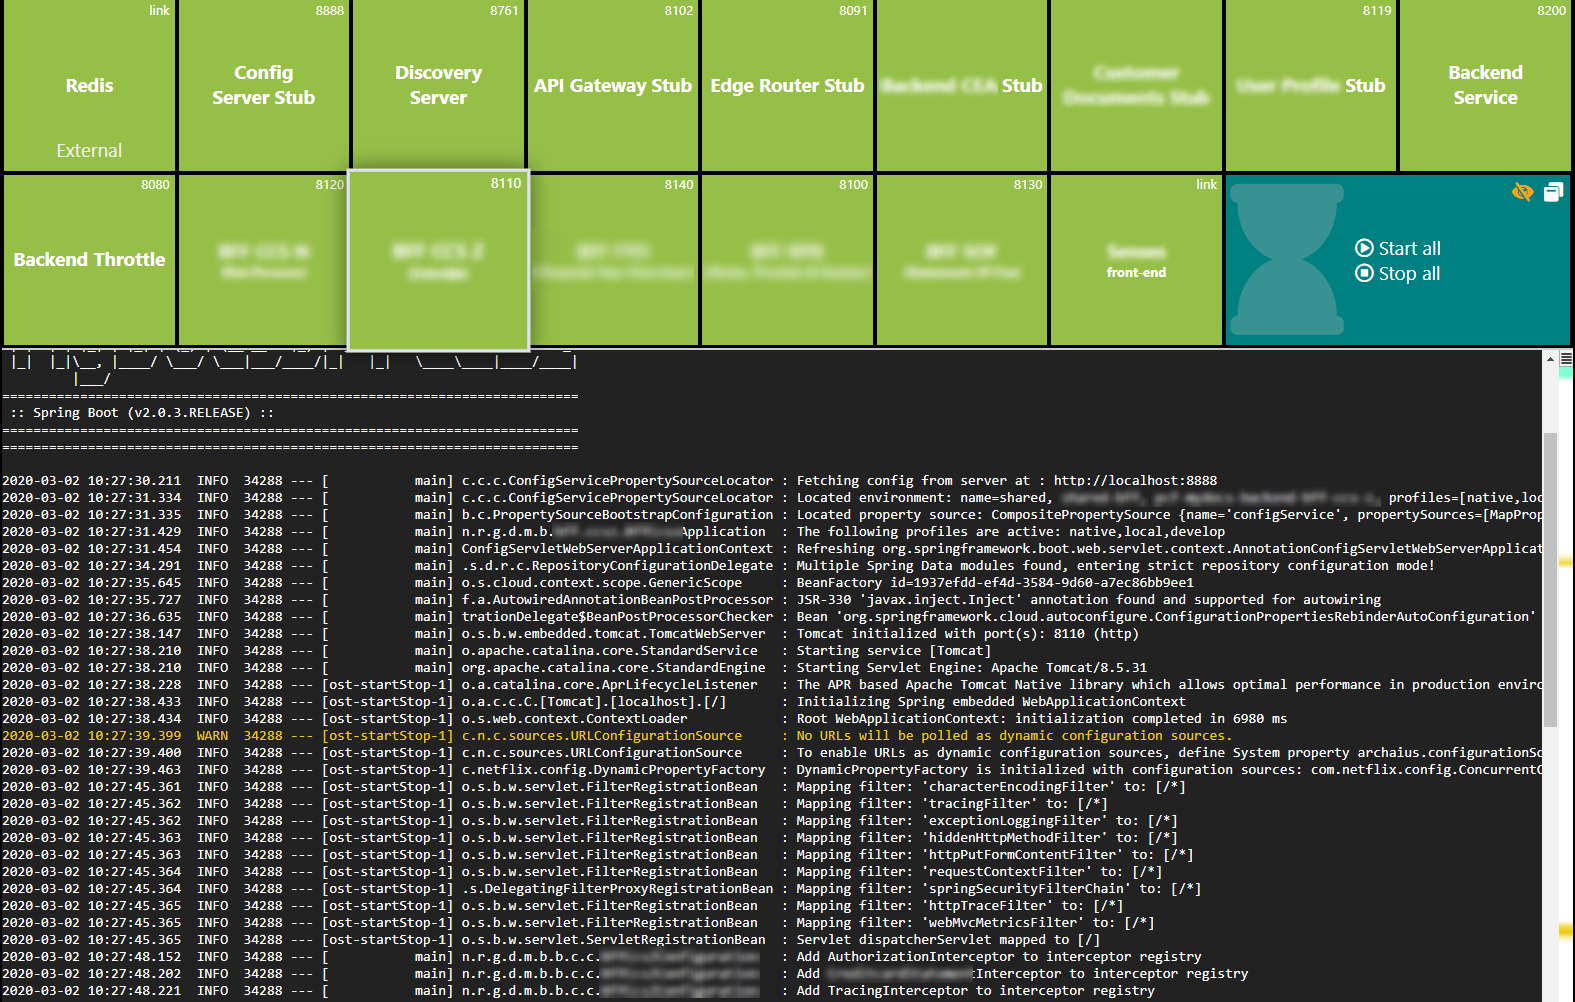 link
8888
8761
8102
8091
8119
8200
Redis
Config
Server Stub
Discovery
Server
API Gateway Stub
Edge Router Stub
Stub
Stub
Backend
Service
External
8080
8120
8110
8140
8100
8130
link
Backend Throttle
front-end
Start all
Stop all
:: Spring Boot (v2.0.3.RELEASE) ::
2020-03-02 10:27:30.211  INFO  34288 --- [           main] c.c.c.ConfigServicePropertySourceLocator : Fetching config from server at : http://localhost:8888
2020-03-02 10:27:31.334  INFO  34288 --- [           main] c.c.c.ConfigServicePropertySourceLocator : Located environment: name=shared, profiles=[native,loc
2020-03-02 10:27:31.335  INFO  34288 --- [           main] b.c.PropertySourceBootstrapConfiguration : Located property source: CompositePropertySource {name='configService', propertySources=[MapProp
2020-03-02 10:27:31.429  INFO  34288 --- [           main] n.r.g.d.m.b. Application  : The following profiles are active: native,local,develop
2020-03-02 10:27:31.454  INFO  34288 --- [           main] ConfigServletWebServerApplicationContext : Refreshing org.springframework.boot.web.servlet.context.AnnotationConfigServletWebServerApplicat
2020-03-02 10:27:34.291  INFO  34288 --- [           main] .s.d.r.c.RepositoryConfigurationDelegate : Multiple Spring Data modules found, entering strict repository configuration mode!
2020-03-02 10:27:35.645  INFO  34288 --- [           main] o.s.cloud.context.scope.GenericScope     : BeanFactory id=1937efdd-ef4d-3584-9d60-a7ec86bb9ee1
2020-03-02 10:27:35.727  INFO  34288 --- [           main] f.a.AutowiredAnnotationBeanPostProcessor : JSR-330 'javax.inject.Inject' annotation found and supported for autowiring
2020-03-02 10:27:36.635  INFO  34288 --- [           main] trationDelegate$BeanPostProcessorChecker : Bean 'org.springframework.cloud.autoconfigure.ConfigurationPropertiesRebinderAutoConfiguration'
2020-03-02 10:27:38.147  INFO  34288 --- [           main] o.s.b.w.embedded.tomcat.TomcatWebServer  : Tomcat initialized with port(s): 8110 (http)
2020-03-02 10:27:38.210  INFO  34288 --- [           main] o.apache.catalina.core.StandardService   : Starting service [Tomcat]
2020-03-02 10:27:38.210  INFO  34288 --- [           main] org.apache.catalina.core.StandardEngine  : Starting Servlet Engine: Apache Tomcat/8.5.31
2020-03-02 10:27:38.228  INFO  34288 --- [ost-startStop-1] o.a.catalina.core.AprLifecycleListener   : The APR based Apache Tomcat Native library which allows optimal performance in production enviro
2020-03-02 10:27:38.433  INFO  34288 --- [ost-startStop-1] o.a.c.c.C.[Tomcat].[localhost].[/]       : Initializing Spring embedded WebApplicationContext
2020-03-02 10:27:38.434  INFO  34288 --- [ost-startStop-1] o.s.web.context.ContextLoader            : Root WebApplicationContext: initialization completed in 6980 ms
2020-03-02 10:27:39.399  WARN  34288 --- [ost-startStop-1] c.n.c.sources.URLConfigurationSource     : No URLs will be polled as dynamic configuration sources.
2020-03-02 10:27:39.400  INFO  34288 --- [ost-startStop-1] c.n.c.sources.URLConfigurationSource     : To enable URLs as dynamic configuration sources, define System property archaius.configurationSo
2020-03-02 10:27:39.463  INFO  34288 --- [ost-startStop-1] c.netflix.config.DynamicPropertyFactory  : DynamicPropertyFactory is initialized with configuration sources: com.netflix.config.ConcurrentC
2020-03-02 10:27:45.361  INFO  34288 --- [ost-startStop-1] o.s.b.w.servlet.FilterRegistrationBean   : Mapping filter: 'characterEncodingFilter' to: [/*]
2020-03-02 10:27:45.362  INFO  34288 --- [ost-startStop-1] o.s.b.w.servlet.FilterRegistrationBean   : Mapping filter: 'tracingFilter' to: [/*]
2020-03-02 10:27:45.362  INFO  34288 --- [ost-startStop-1] o.s.b.w.servlet.FilterRegistrationBean   : Mapping filter: 'exceptionLoggingFilter' to: [/*]
2020-03-02 10:27:45.363  INFO  34288 --- [ost-startStop-1] o.s.b.w.servlet.FilterRegistrationBean   : Mapping filter: 'hiddenHttpMethodFilter' to: [/*]
2020-03-02 10:27:45.363  INFO  34288 --- [ost-startStop-1] o.s.b.w.servlet.FilterRegistrationBean   : Mapping filter: 'httpPutFormContentFilter' to: [/*]
2020-03-02 10:27:45.364  INFO  34288 --- [ost-startStop-1] o.s.b.w.servlet.FilterRegistrationBean   : Mapping filter: 'requestContextFilter' to: [/*]
2020-03-02 10:27:45.364  INFO  34288 --- [ost-startStop-1] .s.DelegatingFilterProxyRegistrationBean : Mapping filter: 'springSecurityFilterChain' to: [/*]
2020-03-02 10:27:45.365  INFO  34288 --- [ost-startStop-1] o.s.b.w.servlet.FilterRegistrationBean   : Mapping filter: 'httpTraceFilter' to: [/*]
2020-03-02 10:27:45.365  INFO  34288 --- [ost-startStop-1] o.s.b.w.servlet.FilterRegistrationBean   : Mapping filter: 'webMvcMetricsFilter' to: [/*]
2020-03-02 10:27:45.365  INFO  34288 --- [ost-startStop-1] o.s.b.w.servlet.ServletRegistrationBean  : Servlet dispatcherServlet mapped to [/]
2020-03-02 10:27:48.152  INFO  34288 --- [           main] n.r.g.d.m.b.b.c.c. : Add AuthorizationInterceptor to interceptor registry
2020-03-02 10:27:48.202  INFO  34288 --- [           main] n.r.g.d.m.b.b.c.c. : Add Interceptor to interceptor registry
2020-03-02 10:27:48.221  INFO  34288 --- [           main] n.r.g.d.m.b.b.c.c. : Add TracingInterceptor to interceptor registry